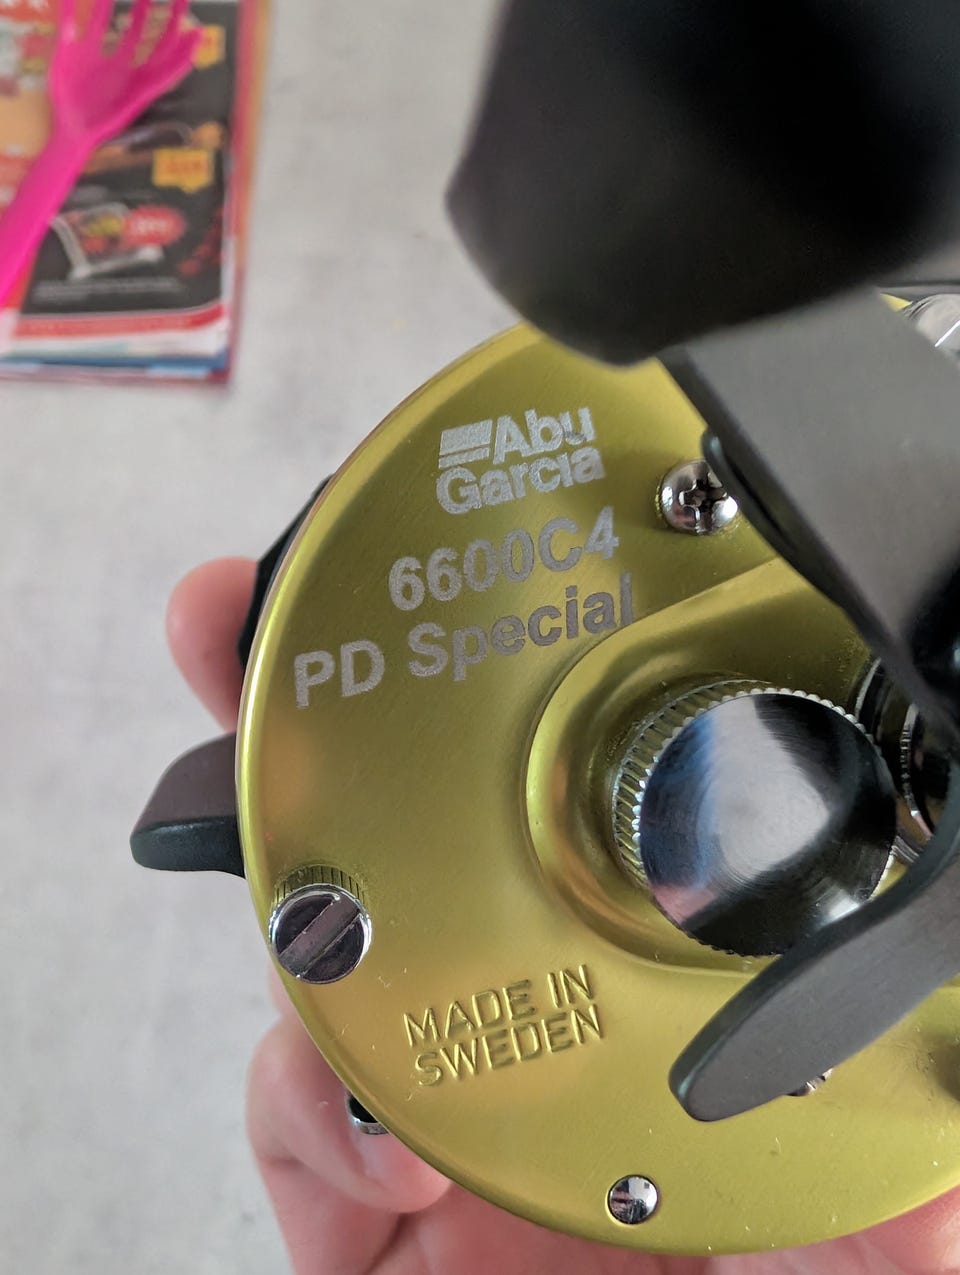 Abu
Garcia
6600C4
PD Special
MADE IN
SWEDEN